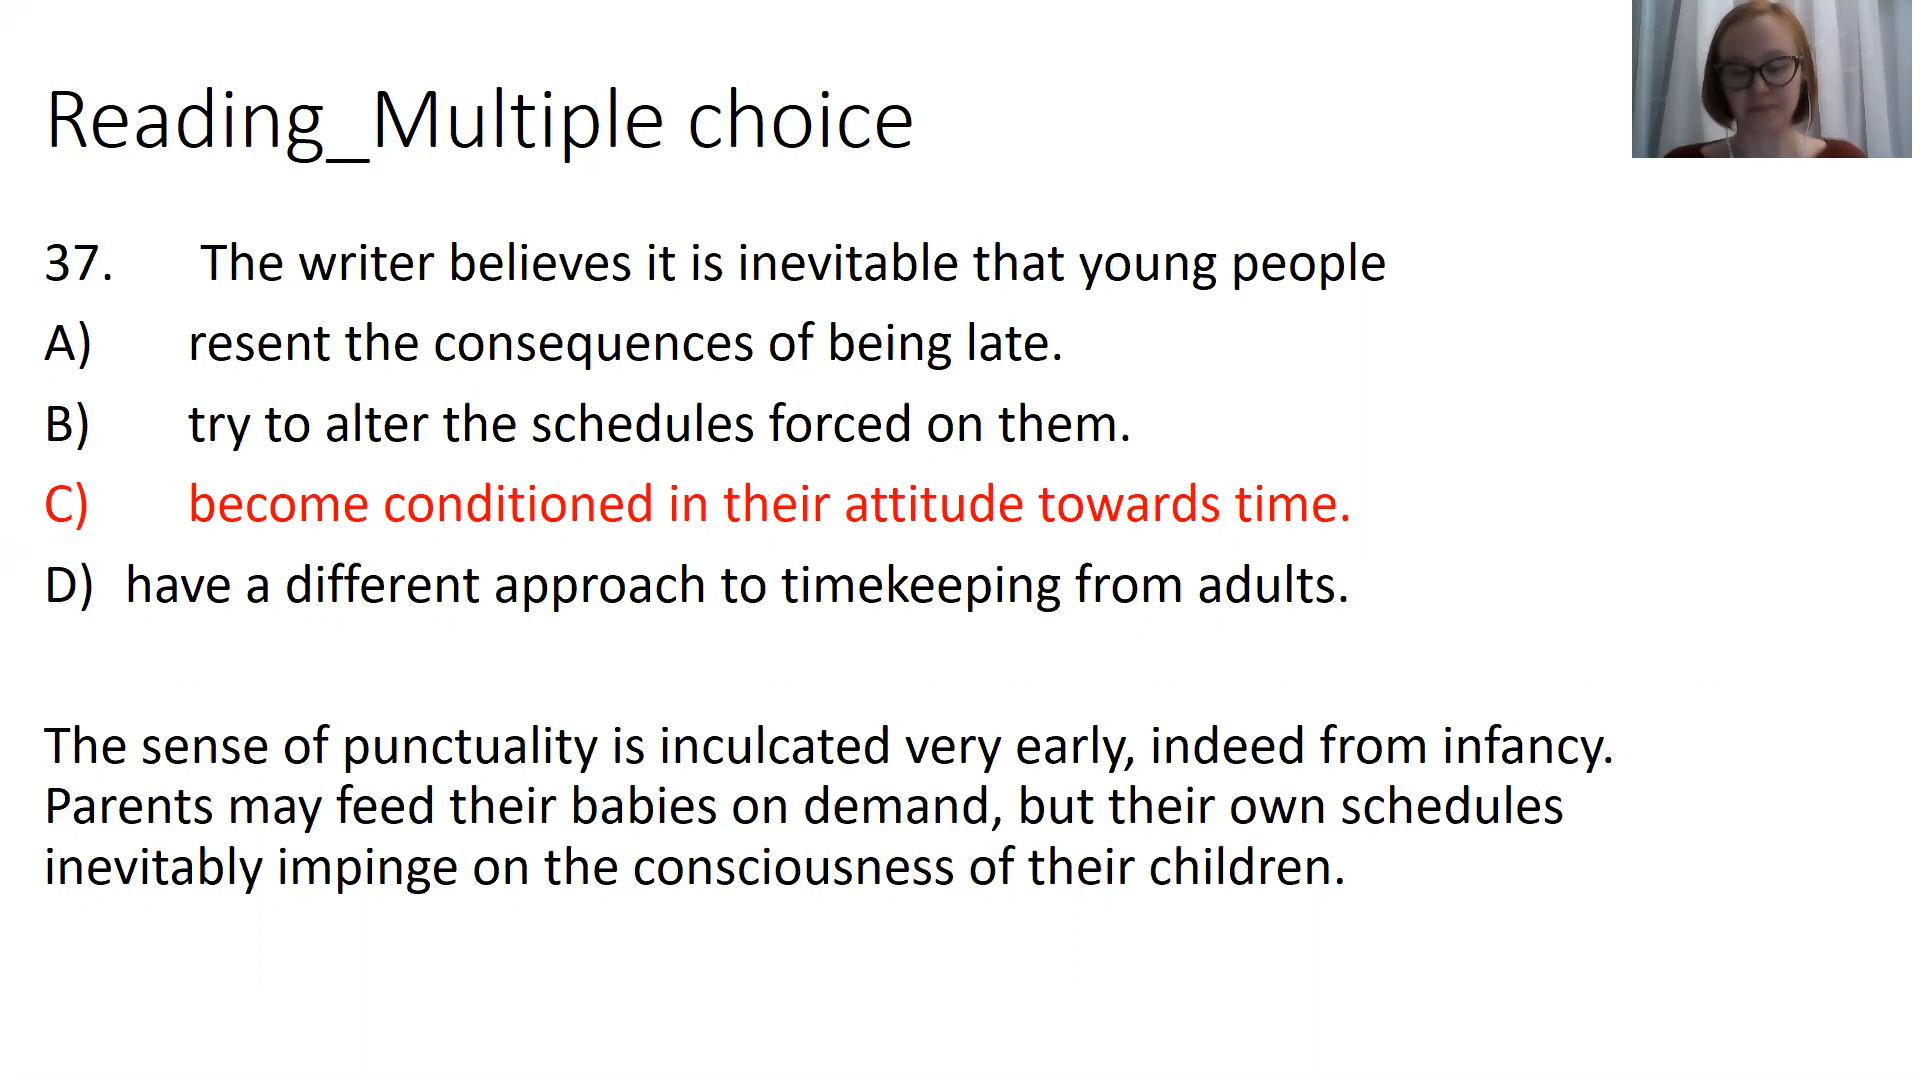 Reading_Multiple choice
37. The writer believes it is inevitable that young people
A) resent the consequences of being late.
B) try to alter the schedules forced on them.
C) become conditioned in their attitude towards time.
D) have a different approach to timekeeping from adults.
The sense of punctuality is inculcated very early, indeed from infancy.
Parents may feed their babies on demand, but their own schedules
inevitably impinge on the consciousness of their children.